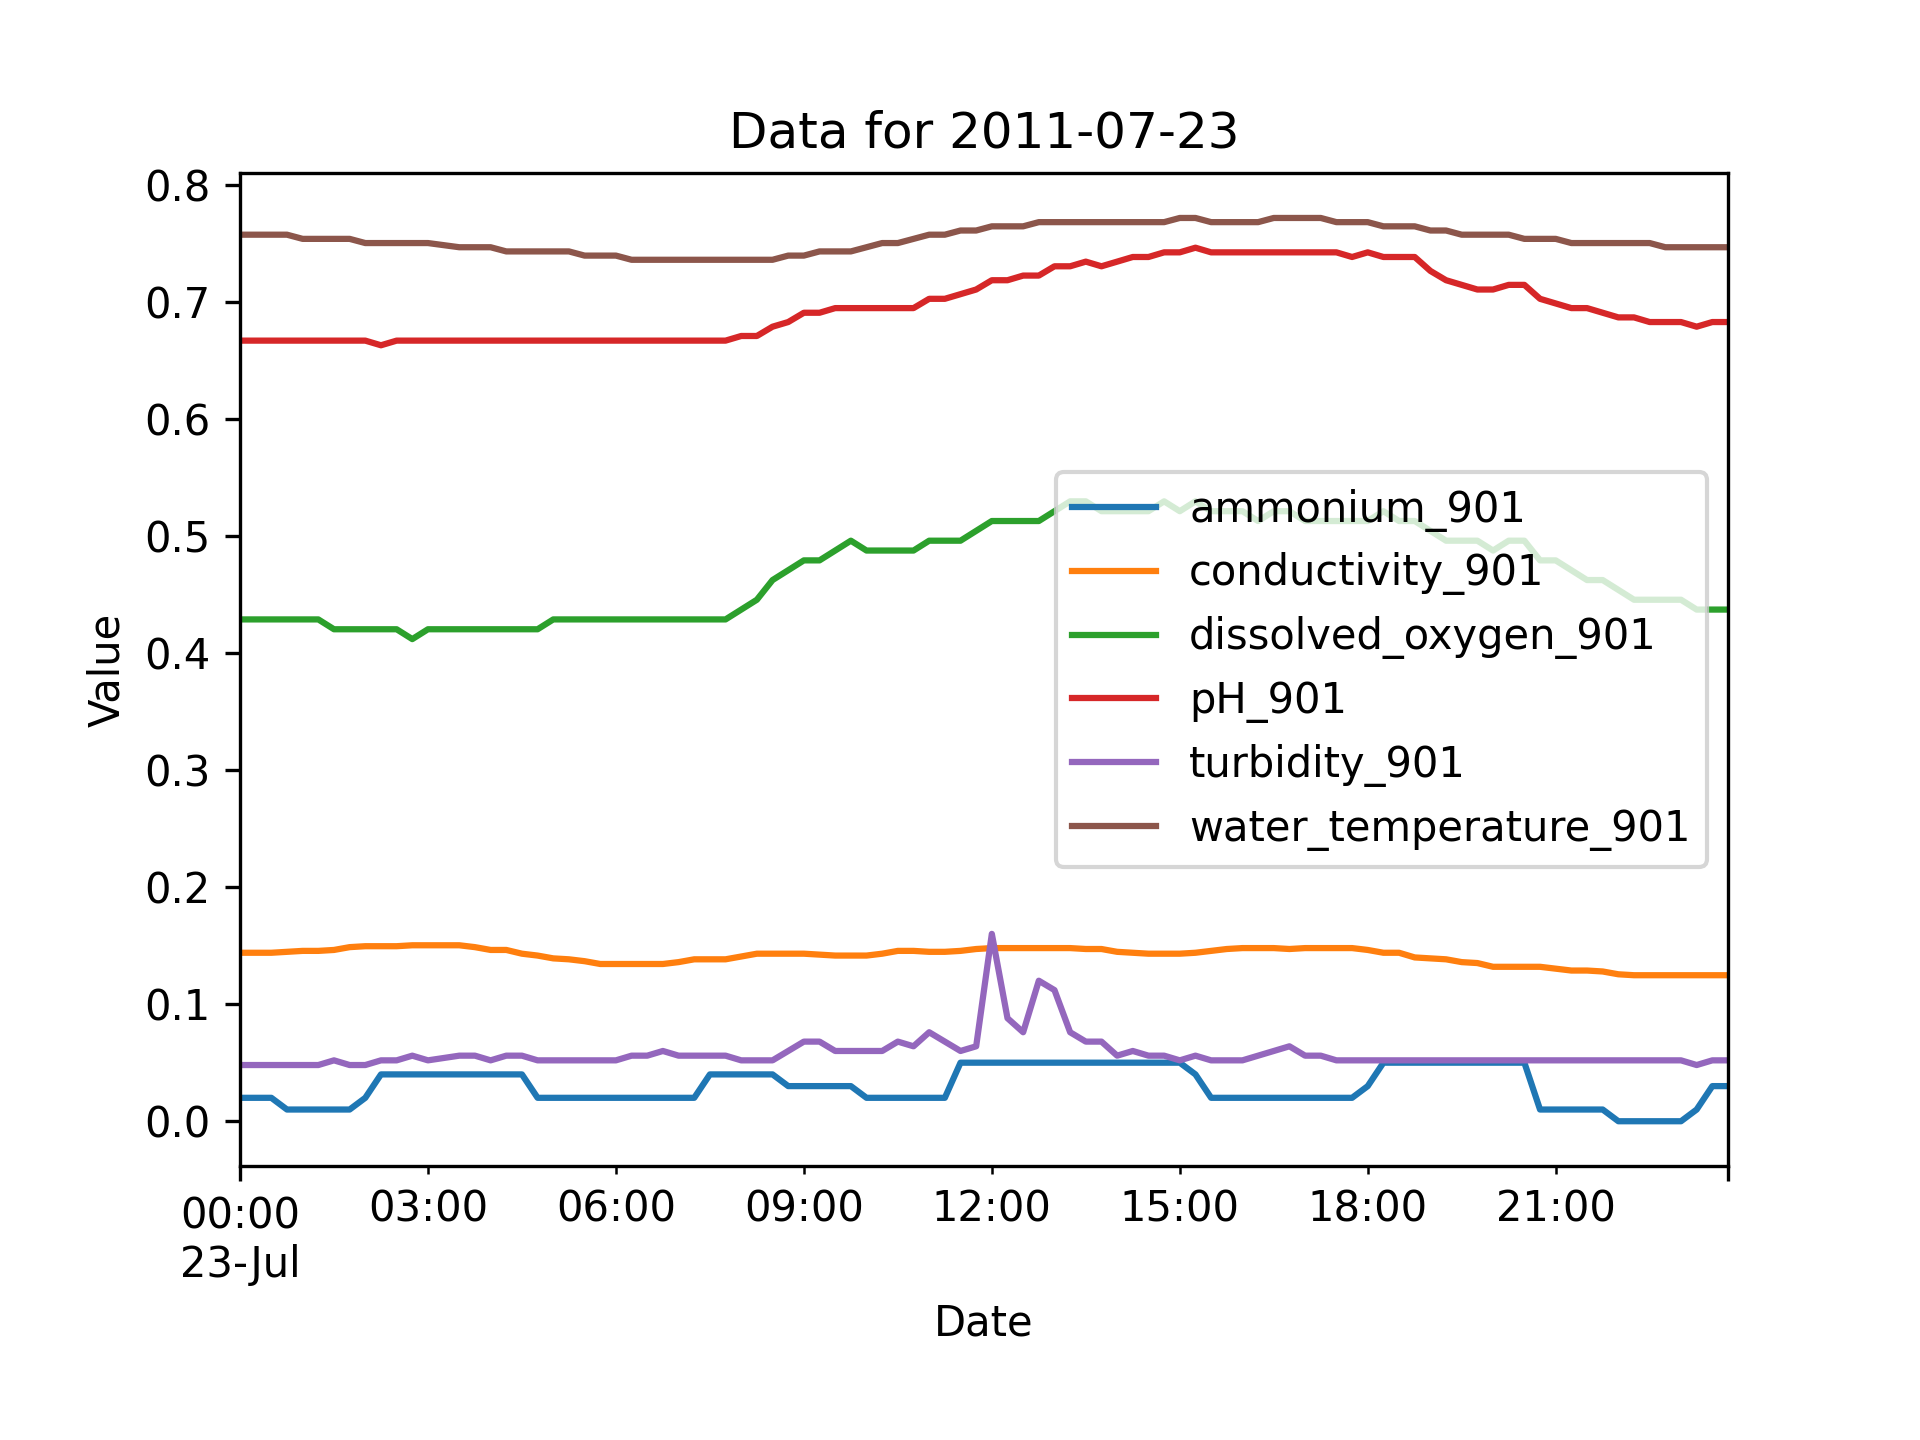 Data for 2011-07-23
Value
0.8
0.7
0.6
0.5
0.4
0.3
0.2
0.1
0.0
ammonium_901
conductivity_901
dissolved_oxygen_901
pH_901
turbidity_901
water_temperature_901
00:00 03:00 06:00 09:00 12:00 15:00 18:00 21:00
23-Jul
Date